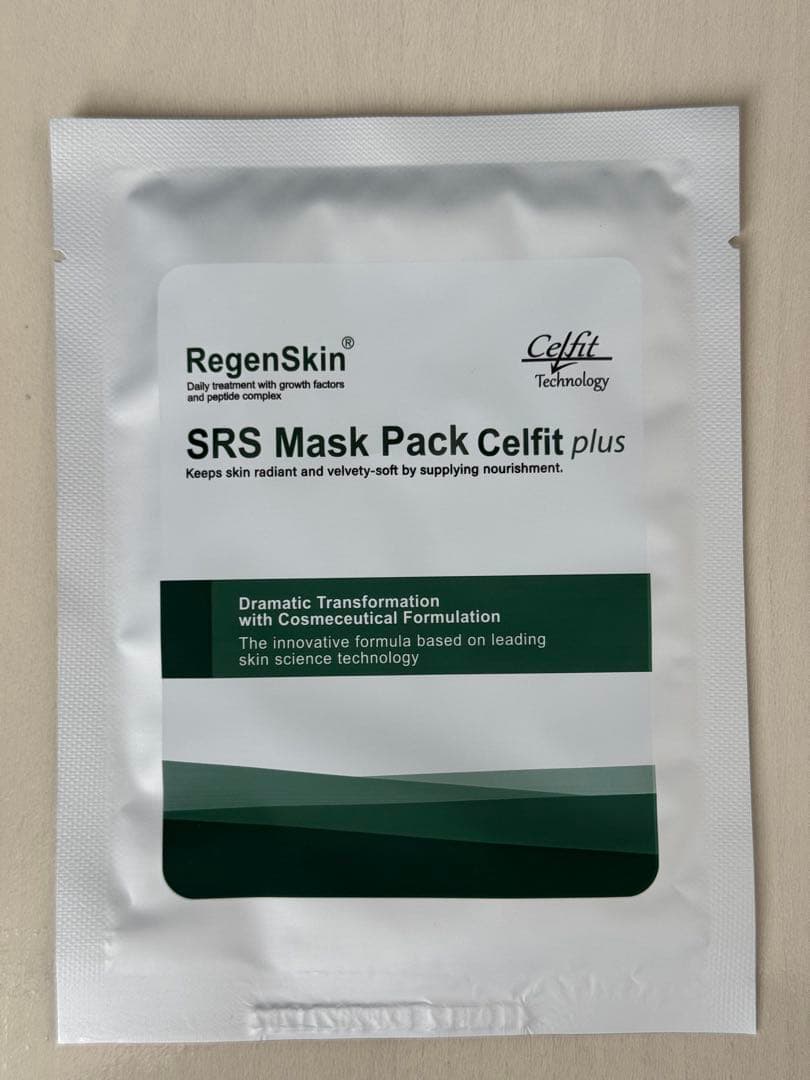 RegenSkin®
Daily treatment with growth factors
and peptide complex
Celfit
Technology
SRS Mask Pack Celfit plus
Keeps skin radiant and velvety-soft by supplying nourishment.
Dramatic Transformation
with Cosmeceutical Formulation
The innovative formula based on leading
skin science technology